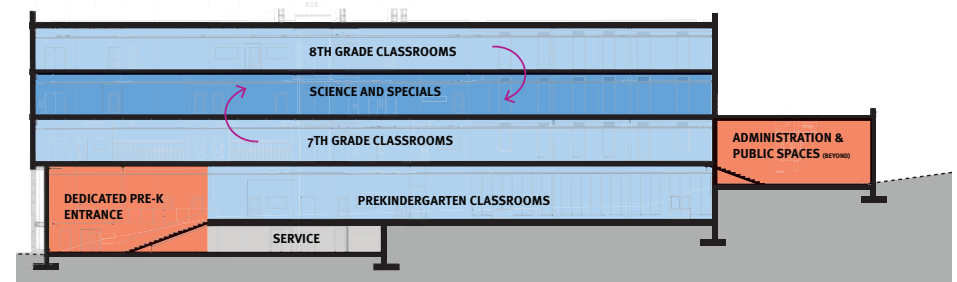 8TH GRADE CLASSROOMS
SCIENCE AND SPECIALS
7TH GRADE CLASSROOMS
ADMINISTRATION &
PUBLIC SPACES (BEYOND)
DEDICATED PRE-K
ENTRANCE
PREKINDERGARTEN CLASSROOMS
SERVICE